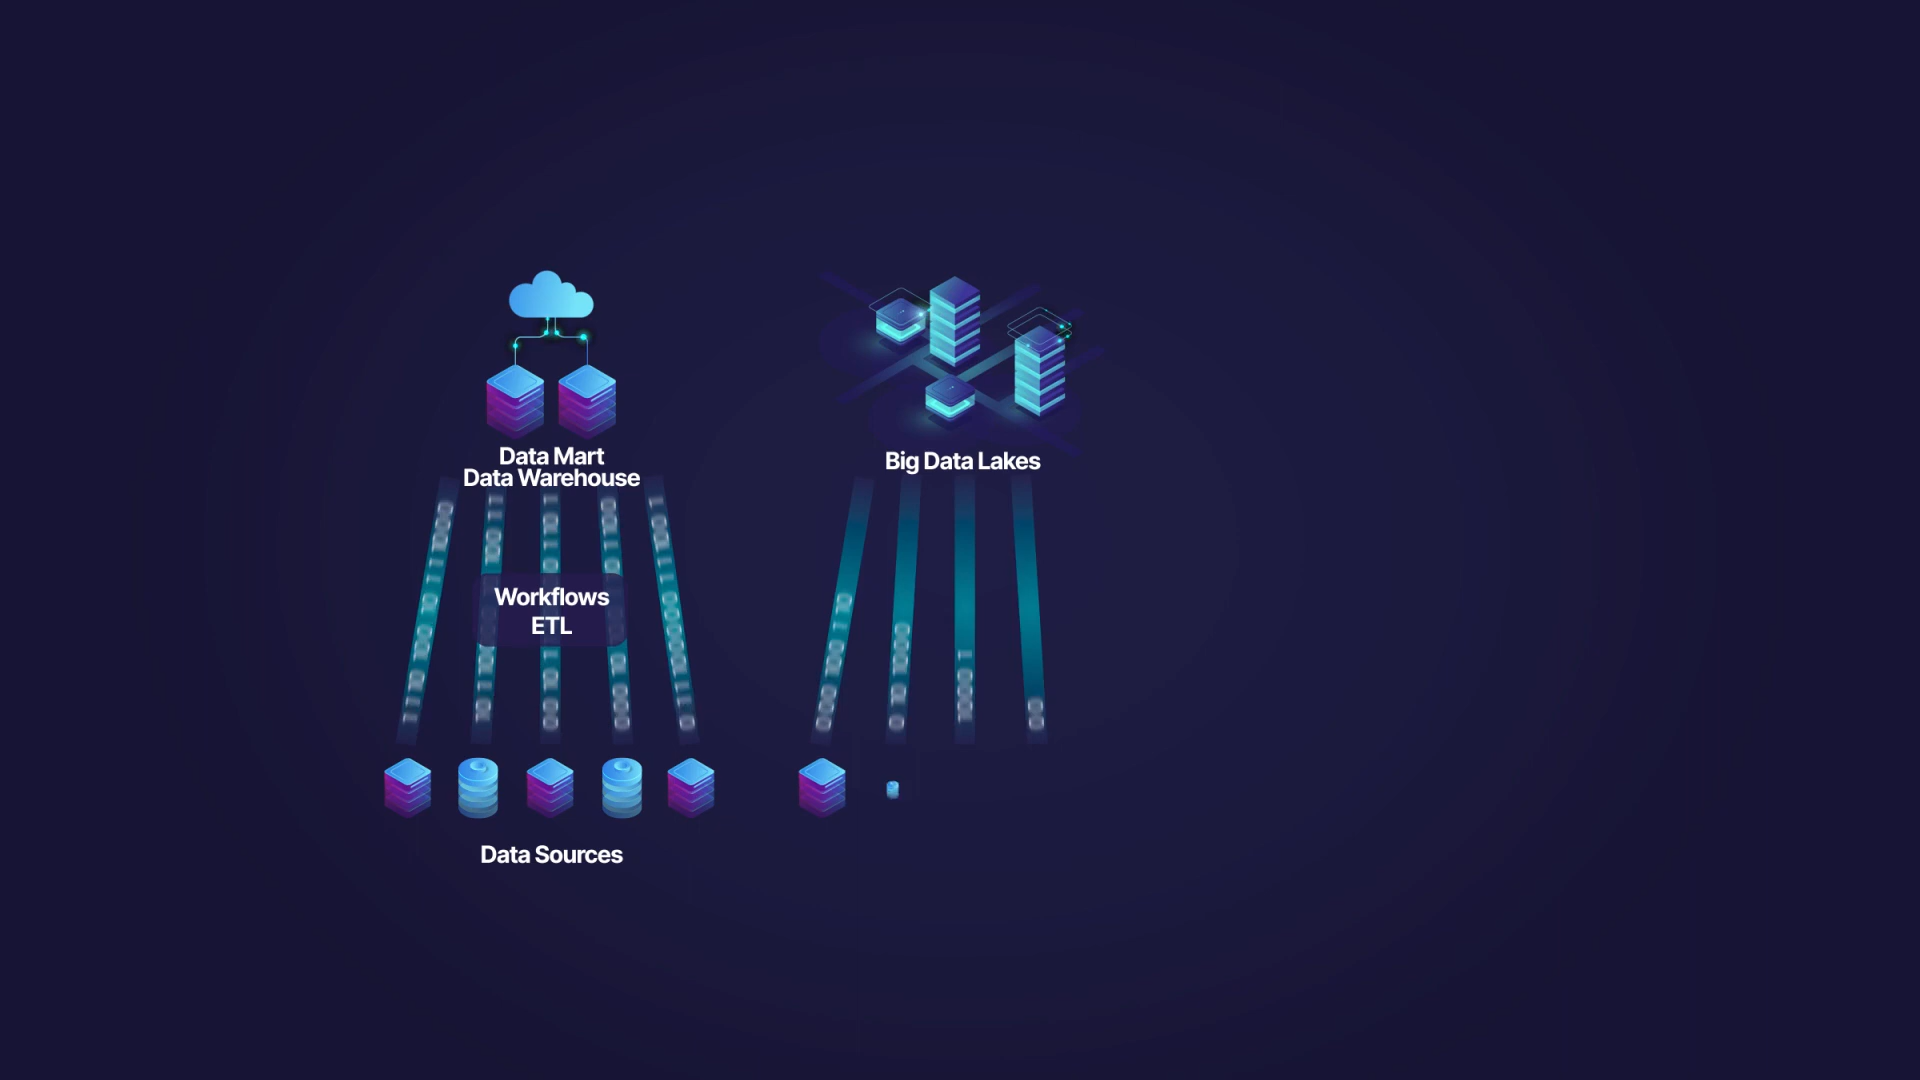 Data Mart
Data Warehouse
Workflows
ETL
Data Sources
Big Data Lakes